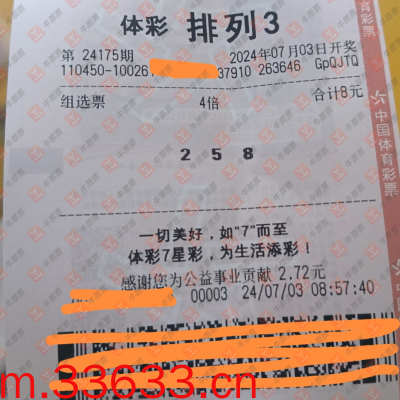 体彩 排列3
第 24175期 2024年07月03日开奖
110450-10026 37910 263646 GpQJTQ
组选票 4倍 合计8元
2 5 8
一切美好，如"7"而至
体彩7星彩，为生活添彩！
感谢您为公益事业贡献 2.72元
00003 24/07/03 08:57:40
中国体育彩票
m.33633.cn